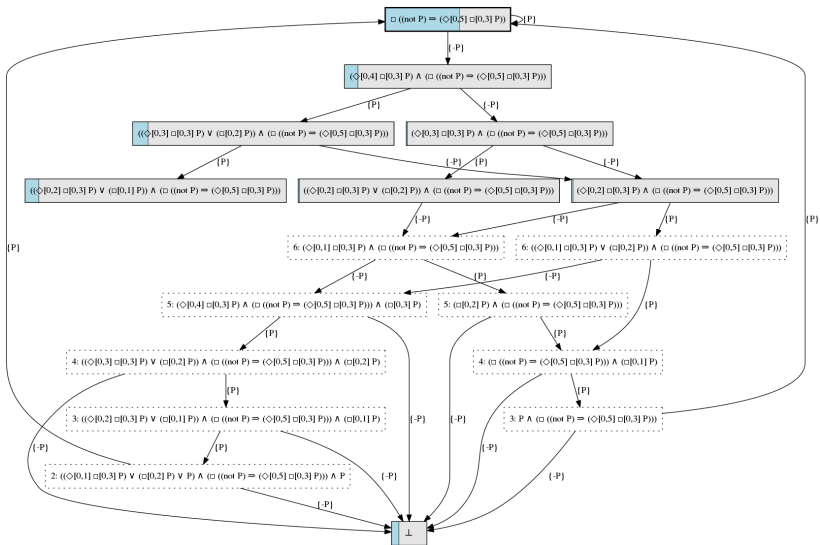 □ ((not P) ⇒ (◇[0,5] □[0,3] P))
{P}
{-P}
(◇[0,4] □[0,3] P) ∧ (□ ((not P) ⇒ (◇[0,5] □[0,3] P)))
{P}
{-P}
((◇[0,3] □[0,3] P) ∨ (□[0,2] P)) ∧ (□ ((not P) ⇒ (◇[0,5] □[0,3] P)))
(◇[0,3] □[0,3] P) ∧ (□ ((not P) ⇒ (◇[0,5] □[0,3] P)))
{P}
{-P}
{P}
{-P}
((◇[0,2] □[0,3] P) ∨ (□[0,1] P)) ∧ (□ ((not P) ⇒ (◇[0,5] □[0,3] P)))
((◇[0,2] □[0,3] P) ∨ (□[0,2] P)) ∧ (□ ((not P) ⇒ (◇[0,5] □[0,3] P)))
(◇[0,2] □[0,3] P) ∧ (□ ((not P) ⇒ (◇[0,5] □[0,3] P)))
{-P}
{-P}
{P}
{P}
6: (◇[0,1] □[0,3] P) ∧ (□ ((not P) ⇒ (◇[0,5] □[0,3] P)))
6: ((◇[0,1] □[0,3] P) ∨ (□[0,2] P)) ∧ (□ ((not P) ⇒ (◇[0,5] □[0,3] P)))
{P}
{-P}
{P}
{-P}
5: (◇[0,4] □[0,3] P) ∧ (□ ((not P) ⇒ (◇[0,5] □[0,3] P))) ∧ (□[0,3] P)
5: (□[0,2] P) ∧ (□ ((not P) ⇒ (◇[0,5] □[0,3] P)))
{P}
{P}
{P}
4: ((◇[0,3] □[0,3] P) ∨ (□[0,2] P)) ∧ (□ ((not P) ⇒ (◇[0,5] □[0,3] P))) ∧ (□[0,2] P)
4: (□ ((not P) ⇒ (◇[0,5] □[0,3] P))) ∧ (□[0,1] P)
{P}
{P}
3: ((◇[0,2] □[0,3] P) ∨ (□[0,1] P)) ∧ (□ ((not P) ⇒ (◇[0,5] □[0,3] P))) ∧ (□[0,1] P)
{-P}
{-P}
3: P ∧ (□ ((not P) ⇒ (◇[0,5] □[0,3] P)))
{-P}
{P}
{-P}
{-P}
2: ((◇[0,1] □[0,3] P) ∨ (□[0,2] P) ∨ P) ∧ (□ ((not P) ⇒ (◇[0,5] □[0,3] P))) ∧ P
{-P}
{-P}
⊥